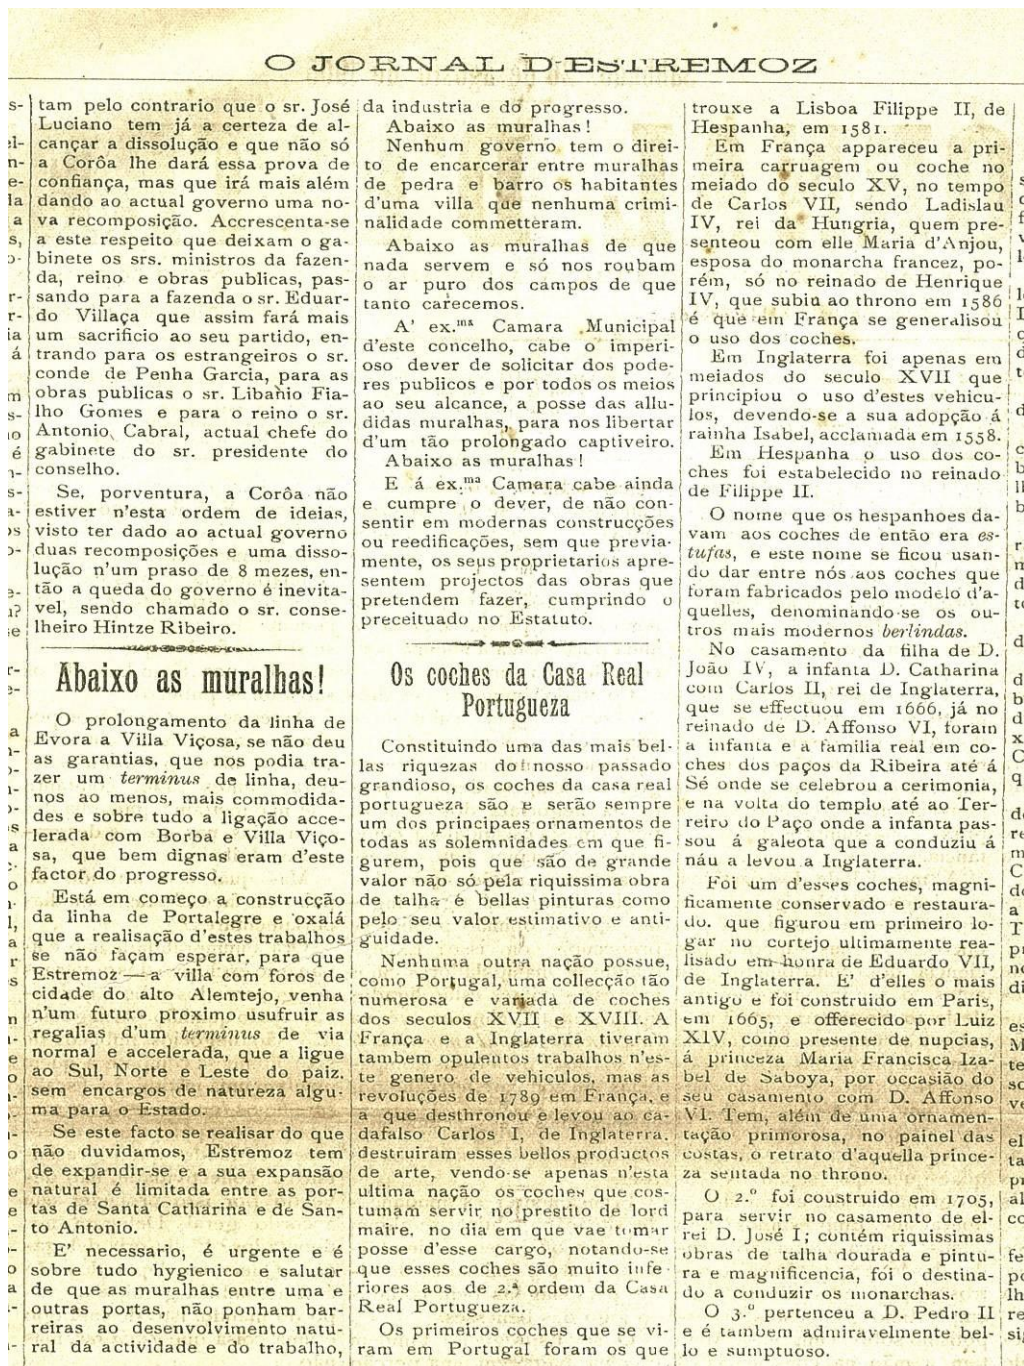 O JORNAL D'ESTREMOZ
tam pelo contrario que o sr. José
Luciano tem já a certeza de al-
cançar a dissolução e que não só
a Corôa lhe dará essa prova de
confiança, mas que irá mais além
dando ao actual governo uma no-
va recomposição. Accrescenta-se
a este respeito que deixam o ga-
binete os srs. ministros da fazen-
da, reino e obras publicas, pas-
sando para a fazenda o sr. Eduar-
do Villaça que assim fará mais
um sacrificio ao seu partido, en-
trando para os estrangeiros o sr.
conde de Penha Garcia, para as
obras publicas o sr. Libanio Fia-
lho Gomes e para o reino o sr.
Antonio Cabral, actual chefe do
gabinete do sr. presidente do
conselho.
Se, porventura, a Corôa não
estiver n'esta ordem de ideias,
visto ter dado ao actual governo
duas recomposições e uma disso-
lução n'um praso de 8 mezes, en-
tão a queda do governo é inevita-
vel, sendo chamado o sr. conse-
lheiro Hintze Ribeiro.
Abaixo as muralhas!
O prolongamento da linha de
Evora a Villa Viçosa, se não deu
as garantias, que nos podia tra-
zer um terminus de linha, deu-
nos ao menos, mais commodida-
des e sobre tudo a ligação acce-
lerada com Borba e Villa Viço-
sa, que bem dignas eram d'este
factor do progresso.
Está em começo a construcção
da linha de Portalegre e oxalá
que a realisação d'estes trabalhos
se não façam esperar, para que
Estremoz—a villa com foros de
cidade do alto Alemtejo, venha
n'um futuro proximo usufruir as
regalias d'um terminus de via
normal e accelerada, que a ligue
ao Sul, Norte e Leste do paiz,
sem encargos de natureza algu-
ma para o Estado.
Se este facto se realisar do que
não duvidamos, Estremoz tem
de expandir-se e a sua expansão
natural é limitada entre as por-
tas de Santa Catharina e de San-
to Antonio.
E' necessario, é urgente e é
sobre tudo hygienico e salutar
de que as muralhas entre uma e
outras portas, não ponham bar-
reiras ao desenvolvimento natu-
ral da actividade e do trabalho,
da industria e do progresso.
Abaixo as muralhas!
Nenhum governo tem o direi-
to de encarcerar entre muralhas
de pedra e barro os habitantes
d'uma villa que nenhuma crimi-
nalidade commetteram.
Abaixo as muralhas de que
nada servem e só nos roubam
o ar puro dos campos de que
tanto carecemos.
A' ex.ma Camara Municipal
d'este concelho, cabe o imperi-
oso dever de solicitar dos pode-
res publicos e por todos os meios
ao seu alcance, a posse das allu-
didas muralhas, para nos libertar
d'um tão prolongado captiveiro.
Abaixo as muralhas!
E á ex.ma Camara cabe ainda
e cumpre o dever, de não con-
sentir em modernas construcções
ou reedificações, sem que previa-
mente, os seus proprietarios apre-
sentem projectos das obras que
pretendem fazer, cumprindo o
preceituado no Estatuto.
Os coches da Casa Real
Portugueza
Constituindo uma das mais bel-
las riquezas do nosso passado
grandioso, os coches da casa real
portugueza são e serão sempre
um dos principaes ornamentos de
todas as solemnidades em que fi-
gurem, pois que são de grande
valor não só pela riquissima obra
de talha e bellas pinturas como
pelo seu valor estimativo e anti-
guidade.
Nenhuma outra nação possue,
como Portugal, uma collecção tão
numerosa e variada de coches
dos seculos XVII e XVIII. A
França e a Inglaterra tiveram
tambem opulentos trabalhos n'es-
te genero de vehiculos, mas as
revoluções de 1789 em França, e
a que desthronou e levou ao ca-
dafalso Carlos I, de Inglaterra,
destruiram esses bellos productos
de arte, vendo-se apenas n'esta
ultima nação os coches que cos-
tumam servir no prestito de lord
maire, no dia em que vae tomar
posse d'esse cargo, notando-se
que esses coches são muito infe-
riores aos de 2.ª ordem da Casa
Real Portugueza.
Os primeiros coches que se vi-
ram em Portugal foram os que
trouxe a Lisboa Filippe II, de
Hespanha, em 1581.
Em França appareceu a pri-
meira carruagem ou coche no
meiado do seculo XV, no tempo
de Carlos VII, sendo Ladislau
IV, rei da Hungria, quem pre-
senteou com elle Maria d'Anjou,
esposa do monarcha francez, po-
rém, só no reinado de Henrique
IV, que subiu ao throno em 1586
é que em França se generalisou
o uso dos coches.
Em Inglaterra foi apenas em
meiados do seculo XVII que
principiou o uso d'estes vehicu-
los, devendo-se a sua adopção á
rainha Isabel, acclamada em 1558.
Em Hespanha o uso dos co-
ches foi estabelecido no reinado
de Filippe II.
O nome que os hespanhoes da-
vam aos coches de então era es-
tufas, e este nome se ficou usan-
do dar entre nós aos coches que
foram fabricados pelo modelo d'a-
quelles, denominando-se os ou-
tros mais modernos berlindas.
No casamento da filha de D.
João IV, a infanta D. Catharina
com Carlos II, rei de Inglaterra,
que se effectuou em 1666, já no
reinado de D. Affonso VI, foram
a infanta e a familia real em co-
ches dos paços da Ribeira até á
Sé onde se celebrou a cerimonia,
e na volta do templo até ao Ter-
reiro do Paço onde a infanta pas-
sou á galeota que a conduziu á
náu a levou a Inglaterra.
Foi um d'esses coches, magni-
ficamente conservado e restaura-
do, que figurou em primeiro lo-
gar no cortejo ultimamente rea-
lisado em honra de Eduardo VII,
de Inglaterra. E' d'elles o mais
antigo e foi construido em Paris,
em 1665, e offerecido por Luiz
XIV, como presente de nupcias,
á princeza Maria Francisca Iza-
bel de Saboya, por occasião do
seu casamento com D. Affonso
VI. Tem, além de uma ornamen-
tação primorosa, no painel das
costas, o retrato d'aquella prince-
za sentada no throno.
O 2.º foi coustruido em 1705,
para servir no casamento de el-
rei D. José I; contém riquissimas
obras de talha dourada e pintu-
ra e magnificencia, foi o destina-
do a conduzir os monarchas.
O 3.º pertenceu a D. Pedro II
e é tambem admiravelmente bel-
lo e sumptuoso.